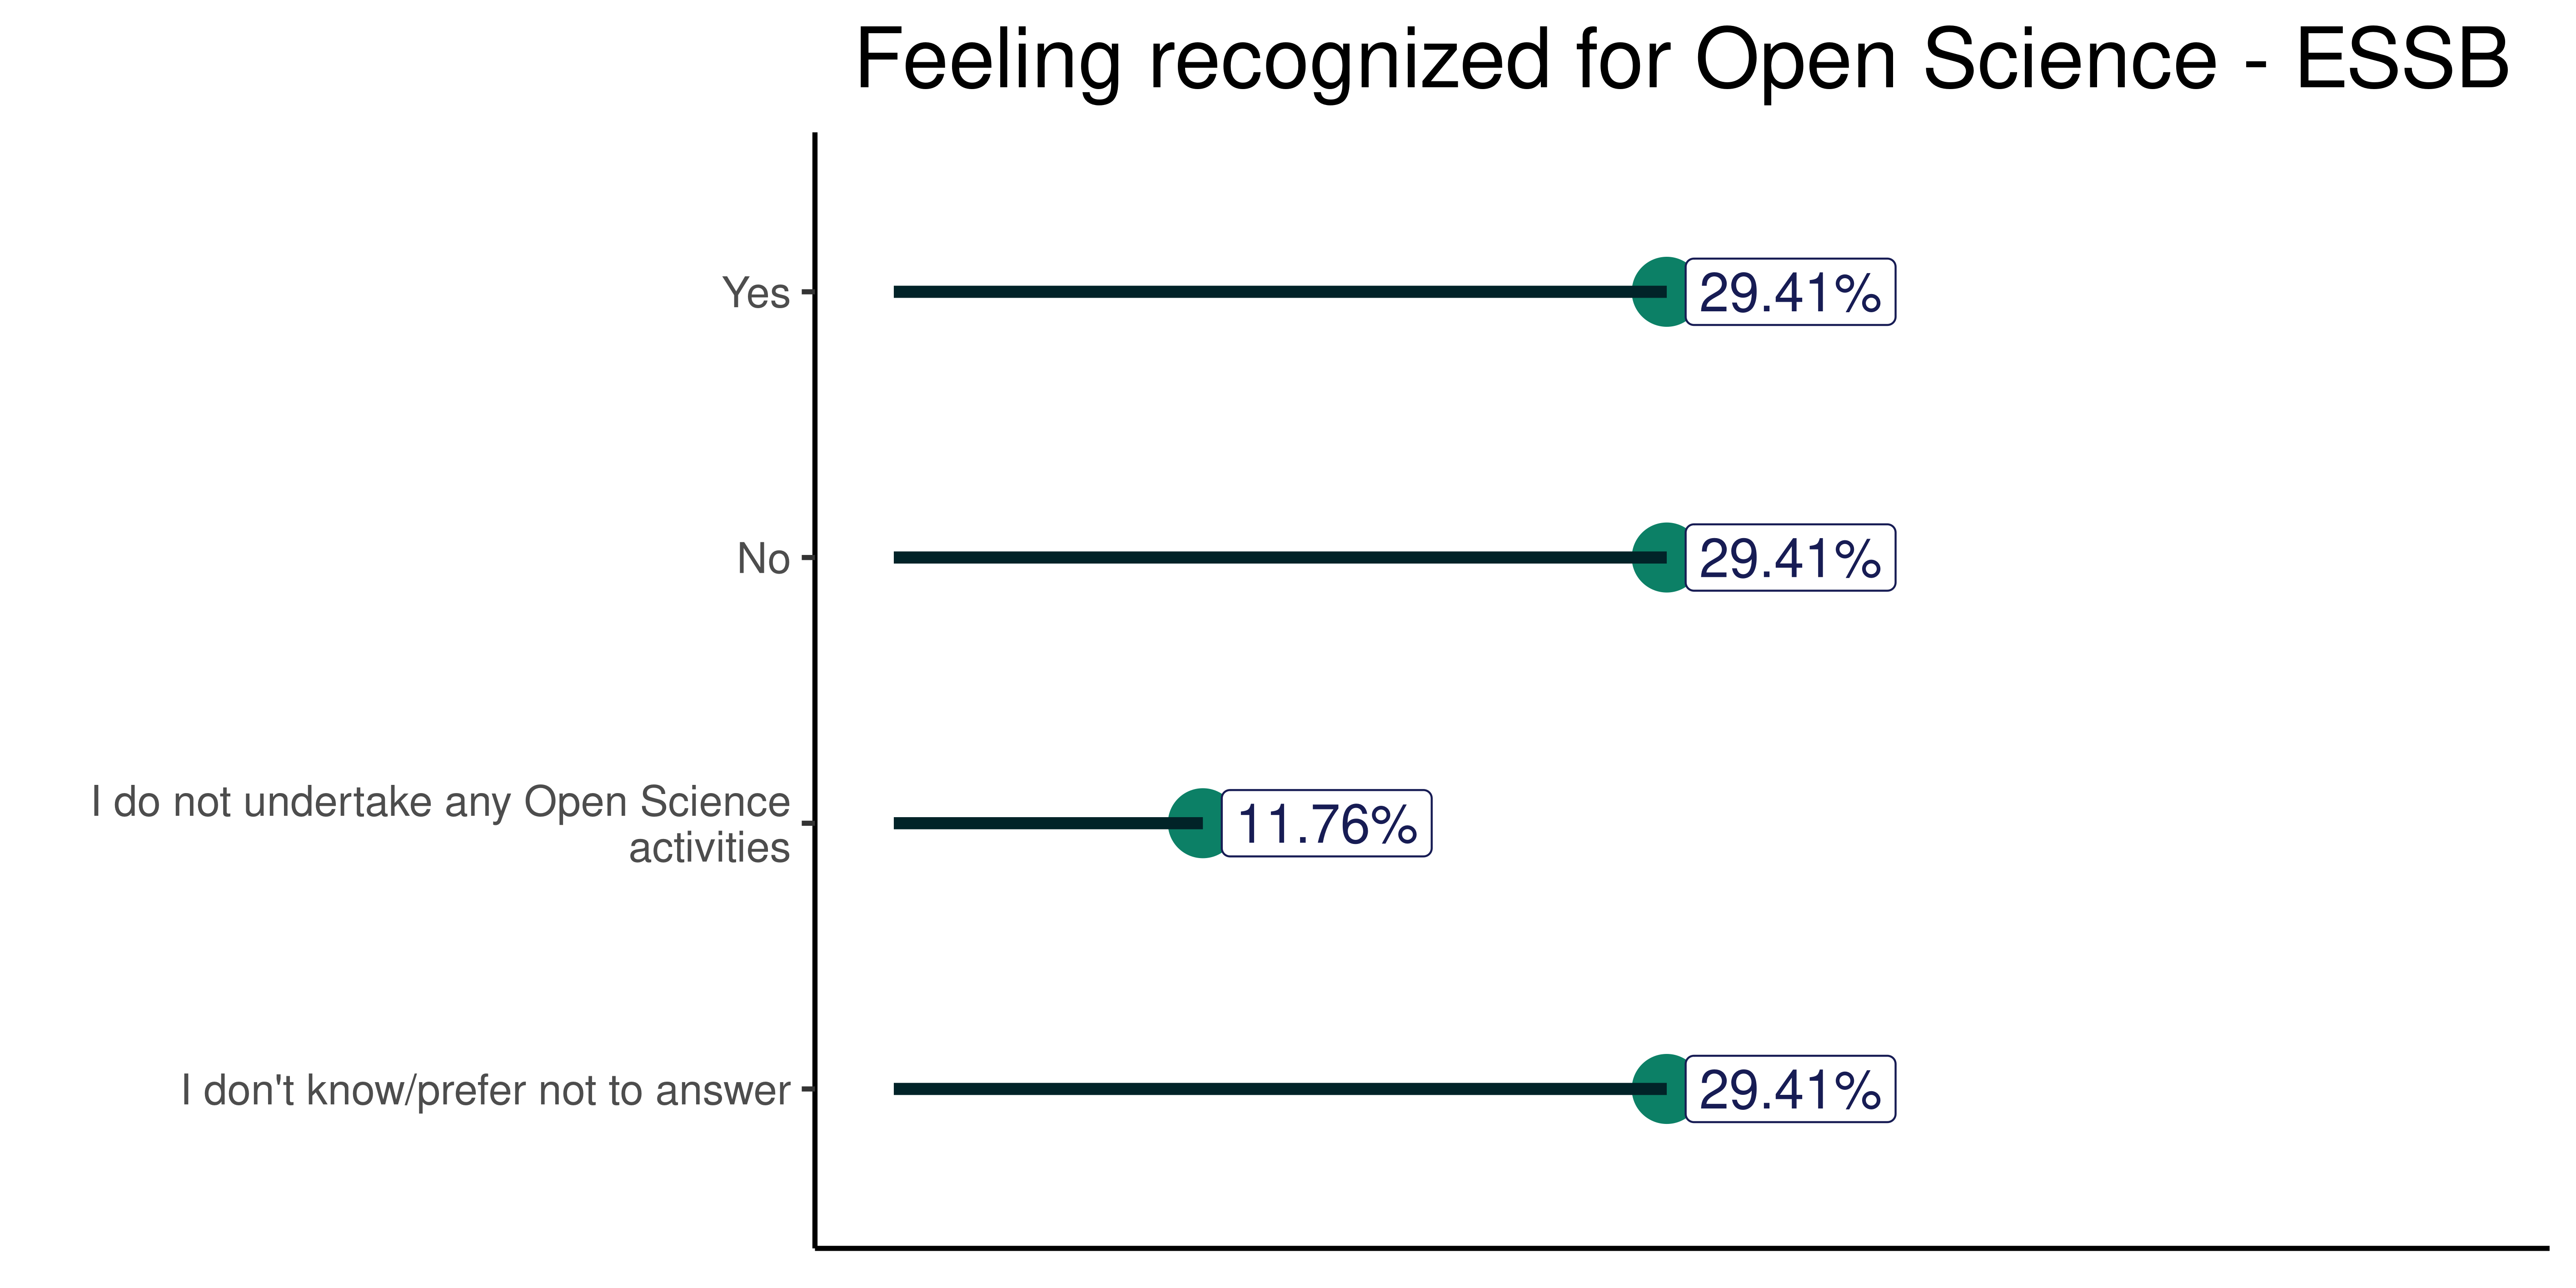 Feeling recognized for Open Science - ESSB
Yes
29.41%
No
29.41%
I do not undertake any Open Science
activities
11.76%
I don't know/prefer not to answer
29.41%